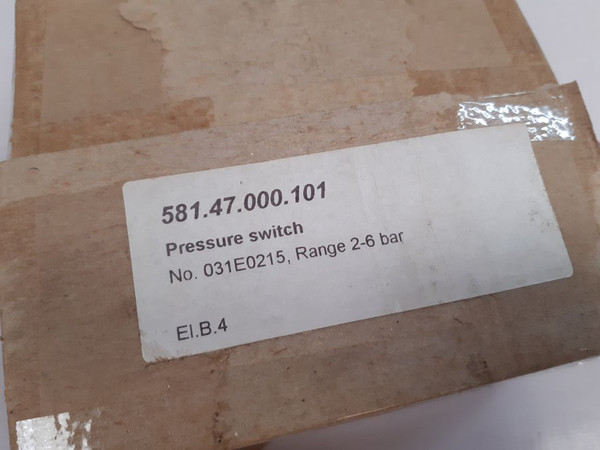 581.47.000.101
Pressure switch
No. 031E0215, Range 2-6 bar
El.B.4